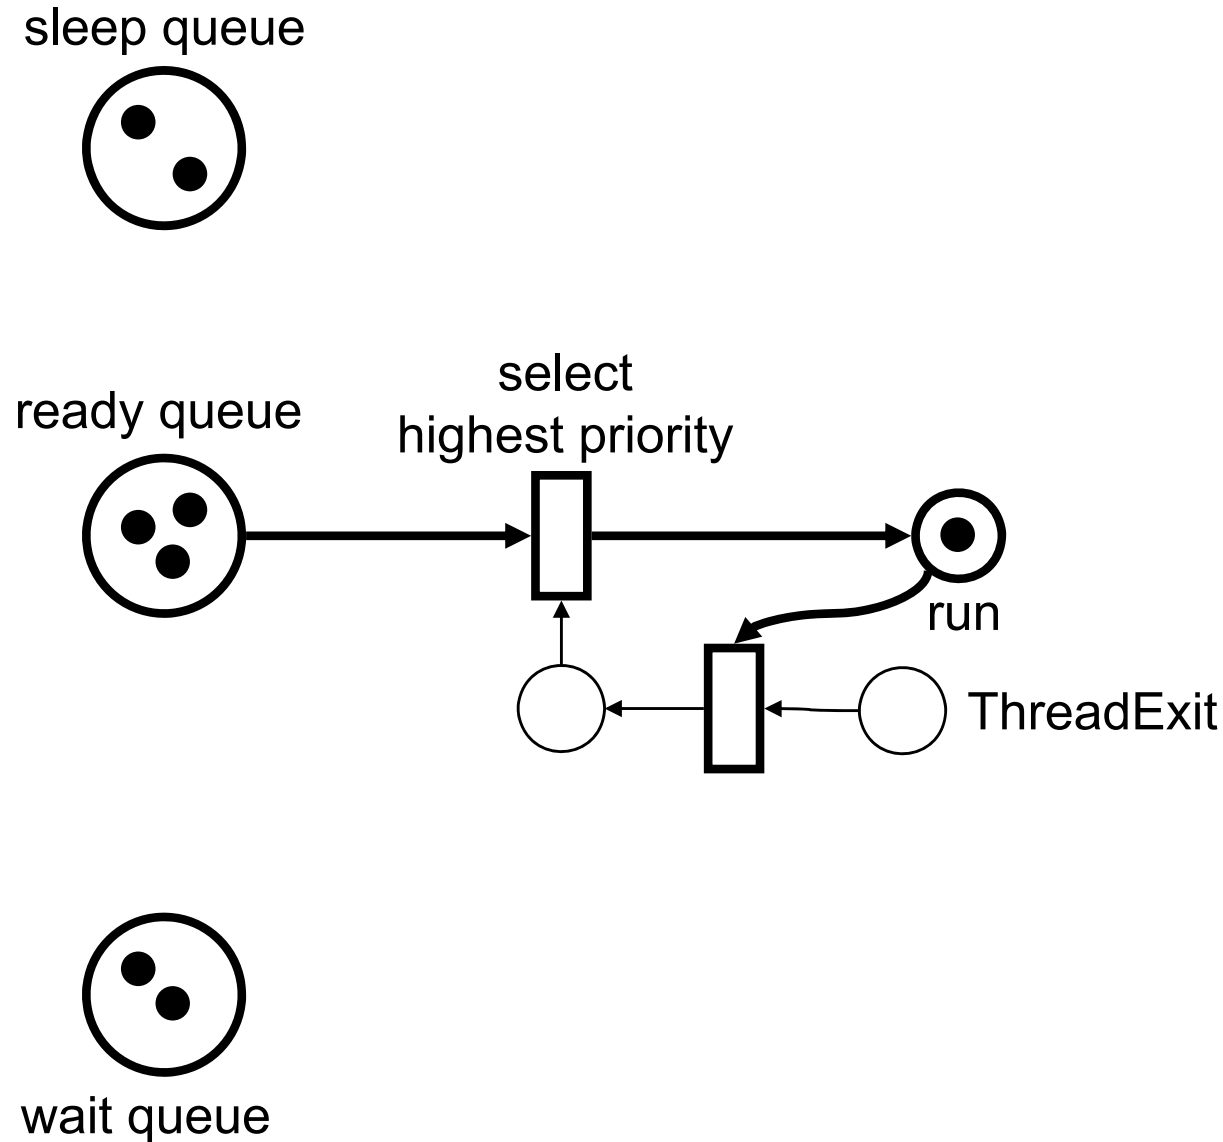 sleep queue
select
highest priority
ready queue
run
ThreadExit
wait queue